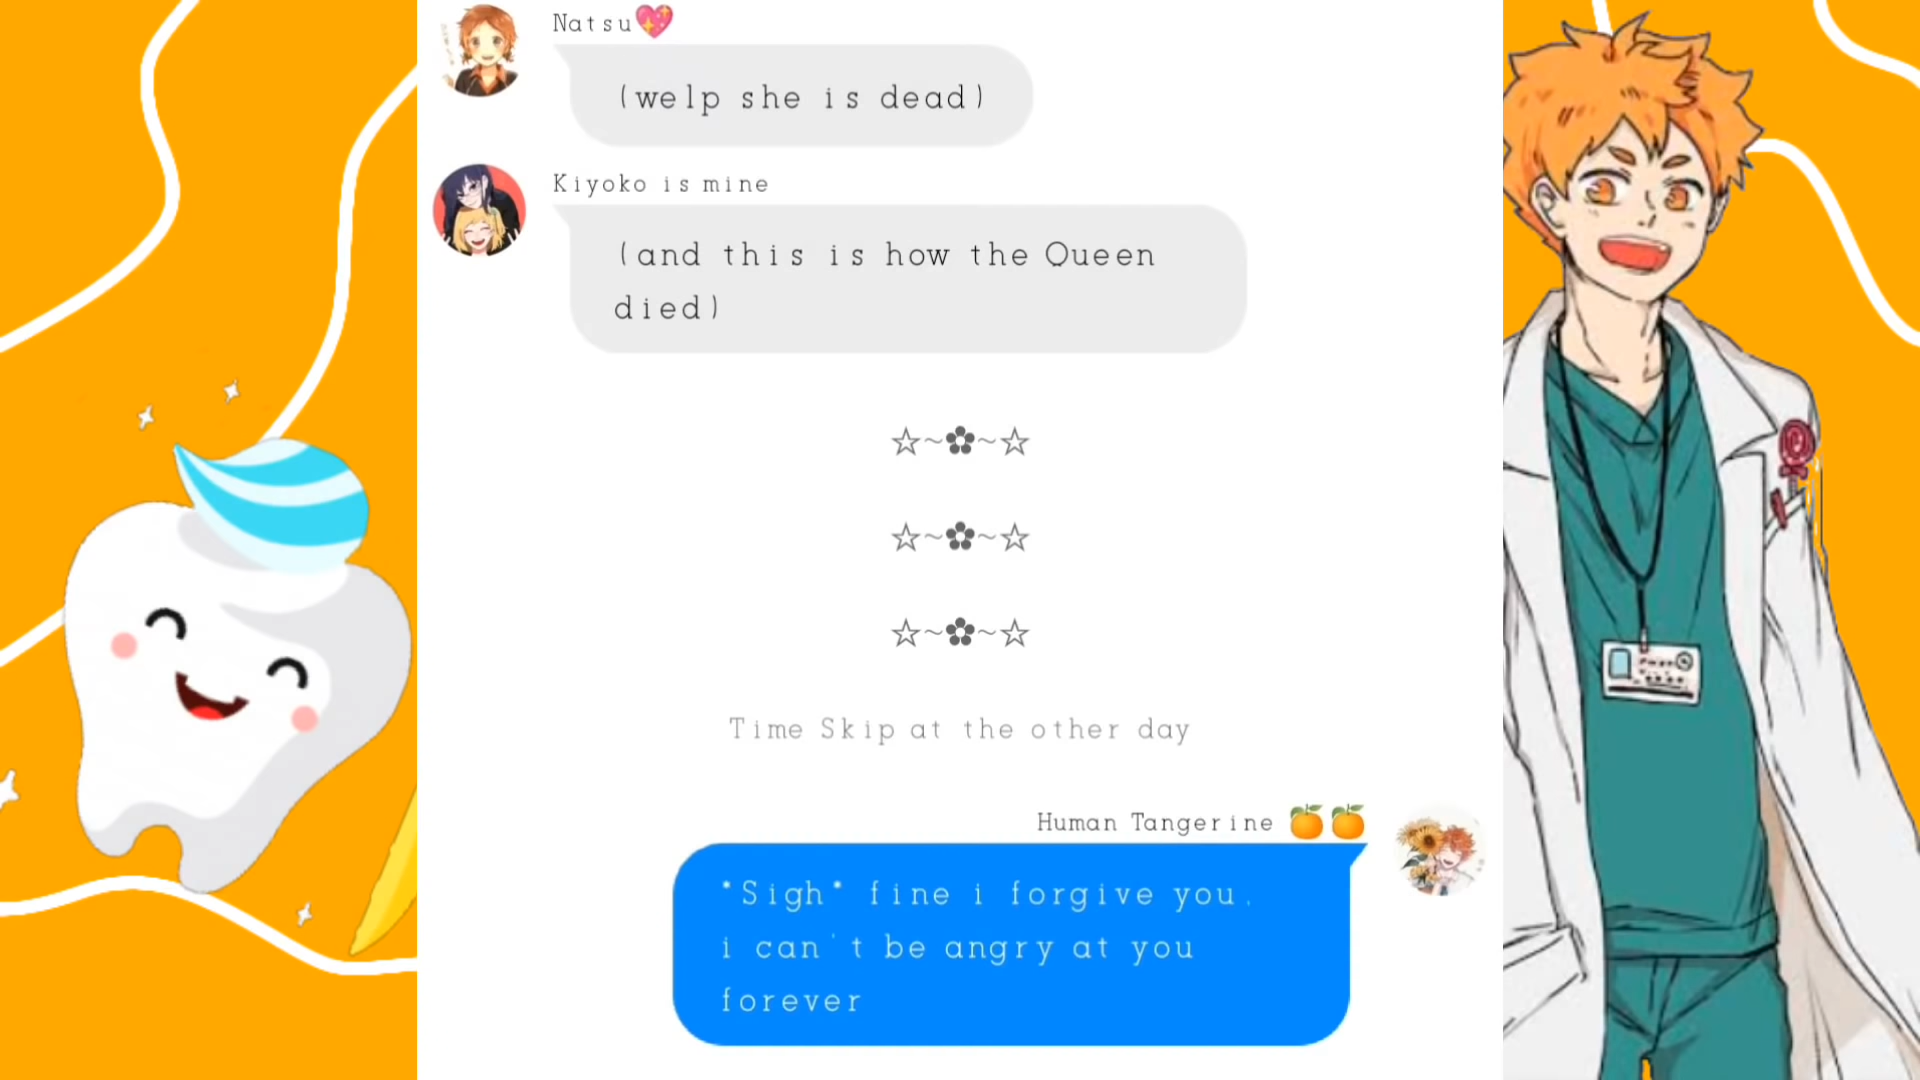 Natsu💖
(welp she is dead)
Kiyoko is mine
(and this is how the Queen
died)
☆~✿~☆
☆~✿~☆
☆~✿~☆
Time Skip at the other day
Human Tangerine 🍊🍊
*Sigh* fine i forgive you.
i can't be angry at you
forever